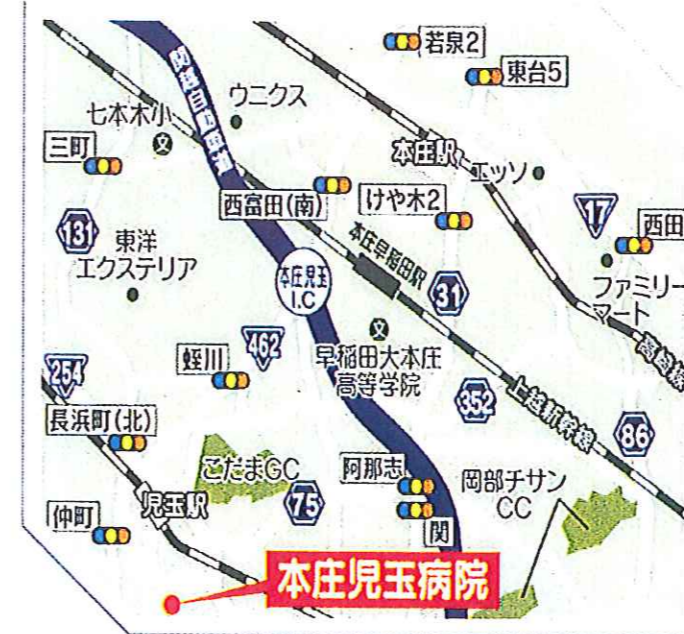 若泉2
東台5
ウニクス
七本木小
文
関越自動車道
三町
本庄駅
エッソ
西富田(南)
けや木2
17
西田
131
東洋
エクステリア
本庄早稲田駅
ファミリー
マート
本庄児玉
I.C
31
高崎線
文
早稲田大本庄
高等学院
462
蛭川
254
352
上越新幹線
86
長浜町(北)
こだまGC
阿那志
岡部チサン
CC
75
児玉駅
仲町
関
本庄児玉病院